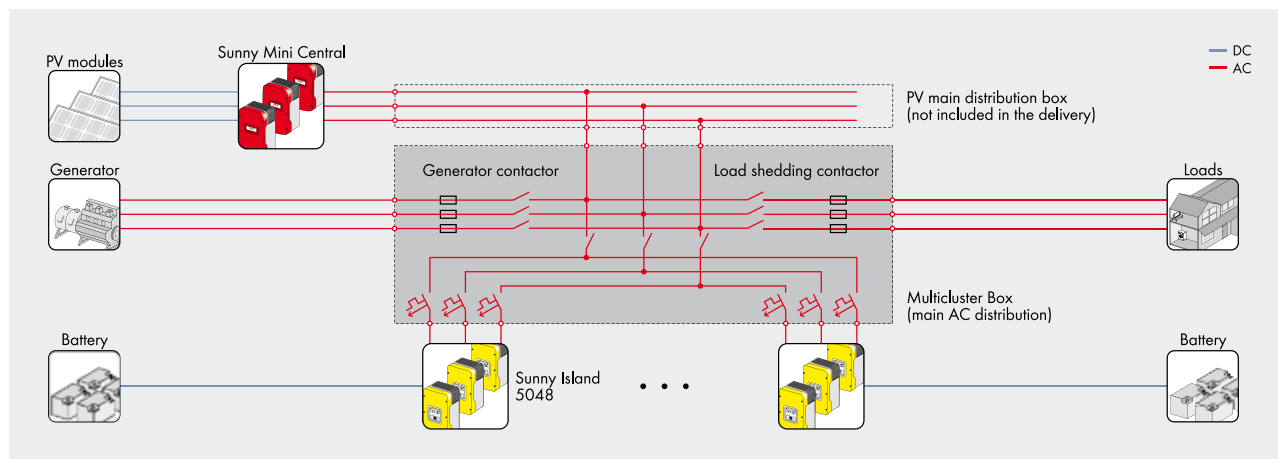 Sunny Mini Central
PV modules
DC
AC
PV main distribution box
(not included in the delivery)
Generator
Generator contactor
Load shedding contactor
Loads
Multicluster Box
(main AC distribution)
Battery
Sunny Island
5048
• • •
Battery